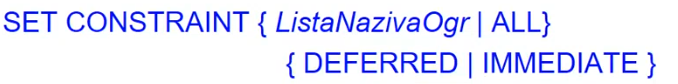 SET CONSTRAINT { ListaNazivaOgr | ALL}
{ DEFERRED | IMMEDIATE }